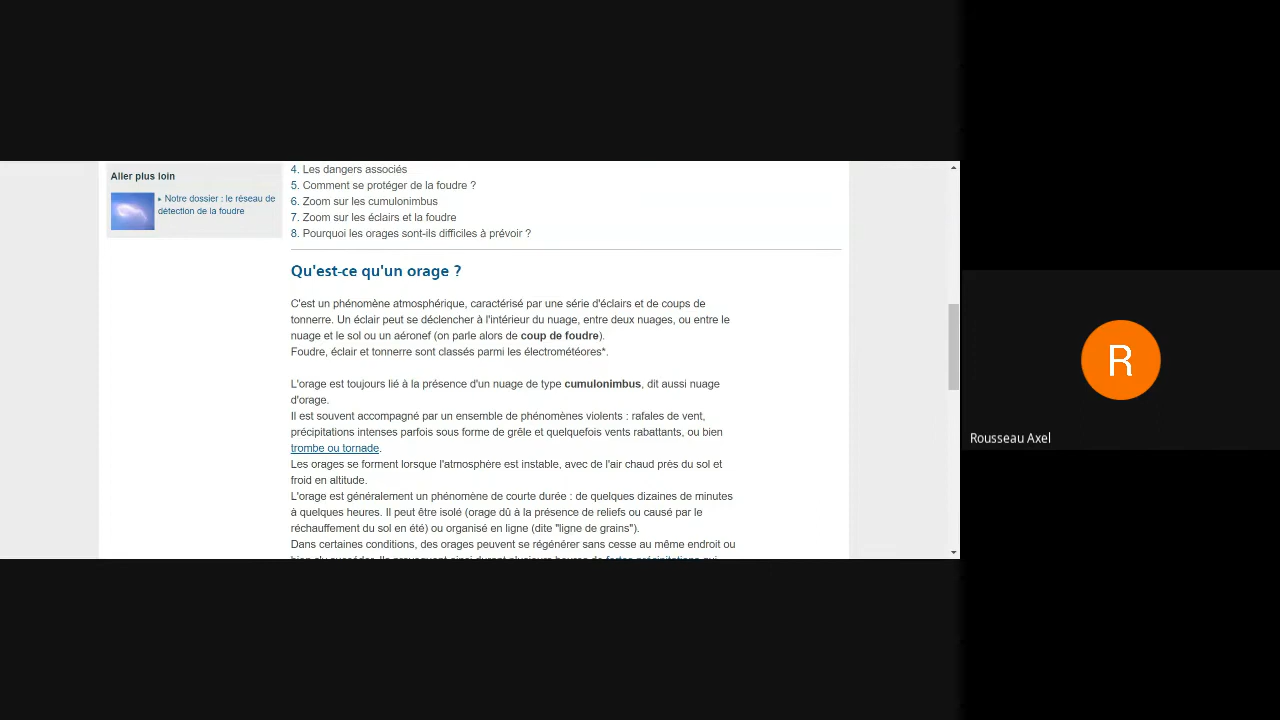 Aller plus loin
▸ Notre dossier : le réseau de
détection de la foudre
4. Les dangers associés
5. Comment se protéger de la foudre ?
6. Zoom sur les cumulonimbus
7. Zoom sur les éclairs et la foudre
8. Pourquoi les orages sont-ils difficiles à prévoir ?
Qu'est-ce qu'un orage ?
C'est un phénomène atmosphérique, caractérisé par une série d'éclairs et de coups de
tonnerre. Un éclair peut se déclencher à l'intérieur du nuage, entre deux nuages, ou entre le
nuage et le sol ou un aéronef (on parle alors de coup de foudre).
Foudre, éclair et tonnerre sont classés parmi les électrométéores*.
L'orage est toujours lié à la présence d'un nuage de type cumulonimbus, dit aussi nuage
d'orage.
Il est souvent accompagné par un ensemble de phénomènes violents : rafales de vent,
précipitations intenses parfois sous forme de grêle et quelquefois vents rabattants, ou bien
trombe ou tornade.
Les orages se forment lorsque l'atmosphère est instable, avec de l'air chaud près du sol et
froid en altitude.
L'orage est généralement un phénomène de courte durée : de quelques dizaines de minutes
à quelques heures. Il peut être isolé (orage dû à la présence de reliefs ou causé par le
réchauffement du sol en été) ou organisé en ligne (dite "ligne de grains").
Dans certaines conditions, des orages peuvent se régénérer sans cesse au même endroit ou
R
Rousseau Axel